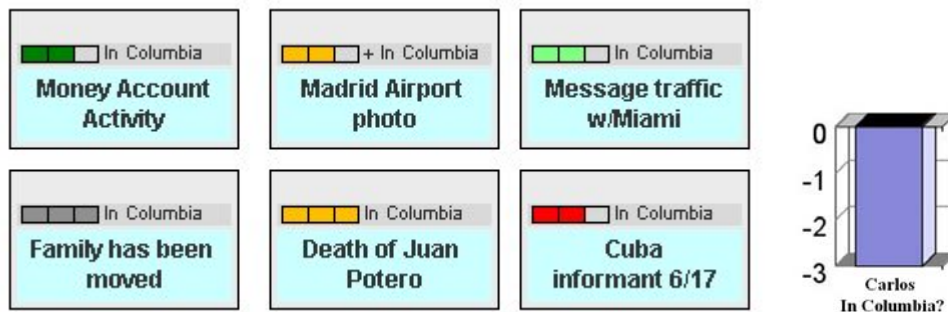 In Columbia
Money Account
Activity
+ In Columbia
Madrid Airport
photo
In Columbia
Message traffic
w/Miami
In Columbia
Family has been
moved
In Columbia
Death of Juan
Potero
In Columbia
Cuba
informant 6/17
0
-1
-2
-3
Carlos
In Columbia?